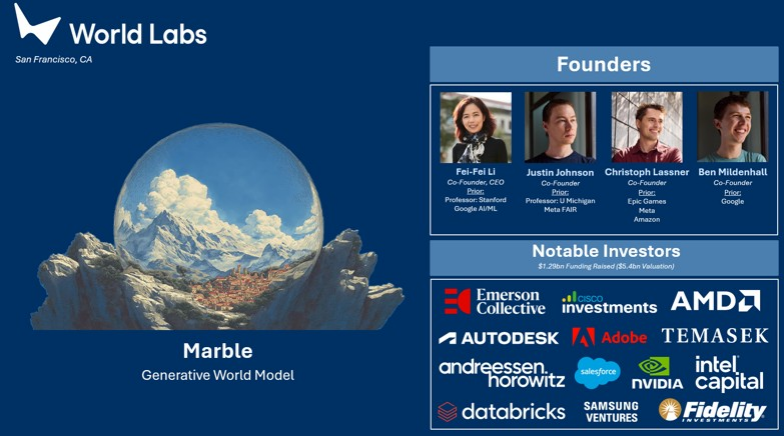 World Labs
San Francisco, CA
Marble
Generative World Model
Founders
Fei-Fei Li
Co-Founder, CEO
Prior:
Professor: Stanford
Google AI/ML
Justin Johnson
Co-Founder
Prior:
Professor: U Michigan
Meta FAIR
Christoph Lassner
Co-Founder
Prior:
Epic Games
Meta
Amazon
Ben Mildenhall
Co-Founder
Prior:
Google
Notable Investors
$1.29bn Funding Raised ($5.4bn Valuation)
Emerson
Collective
CISCO
investments
AMD
AUTODESK
Adobe
TEMASEK
andreessen.
horowitz
salesforce
NVIDIA
intel
capital
databricks
SAMSUNG
VENTURES
Fidelity
INVESTMENTS